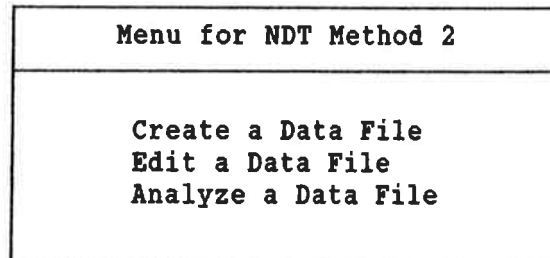 Menu for NDT Method 2
Create a Data File
Edit a Data File
Analyze a Data File